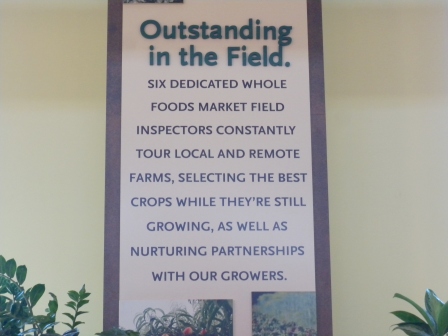 Outstanding
in the Field.
SIX DEDICATED WHOLE
FOODS MARKET FIELD
INSPECTORS CONSTANTLY
TOUR LOCAL AND REMOTE
FARMS, SELECTING THE BEST
CROPS WHILE THEY'RE STILL
GROWING, AS WELL AS
NURTURING PARTNERSHIPS
WITH OUR GROWERS.